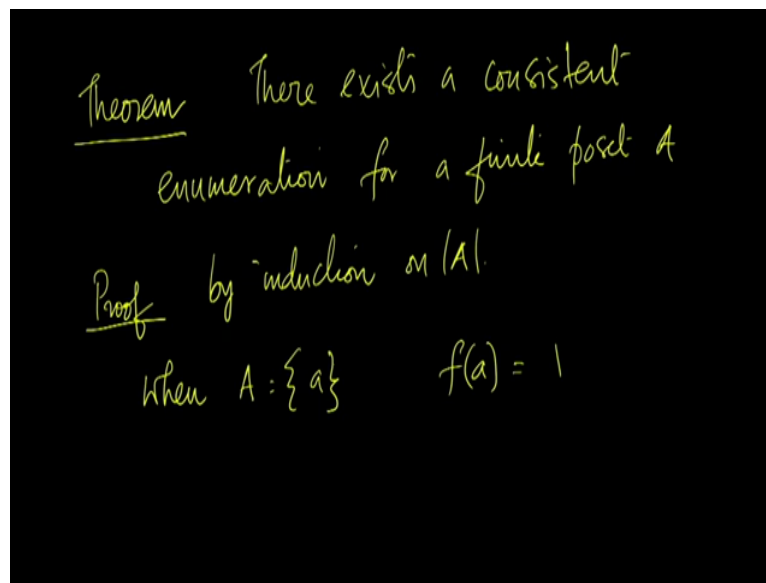 Theorem There exists a consistent
enumeration for a finite poset A
Proof by induction on |A|.
When A = {a} f(a) = 1